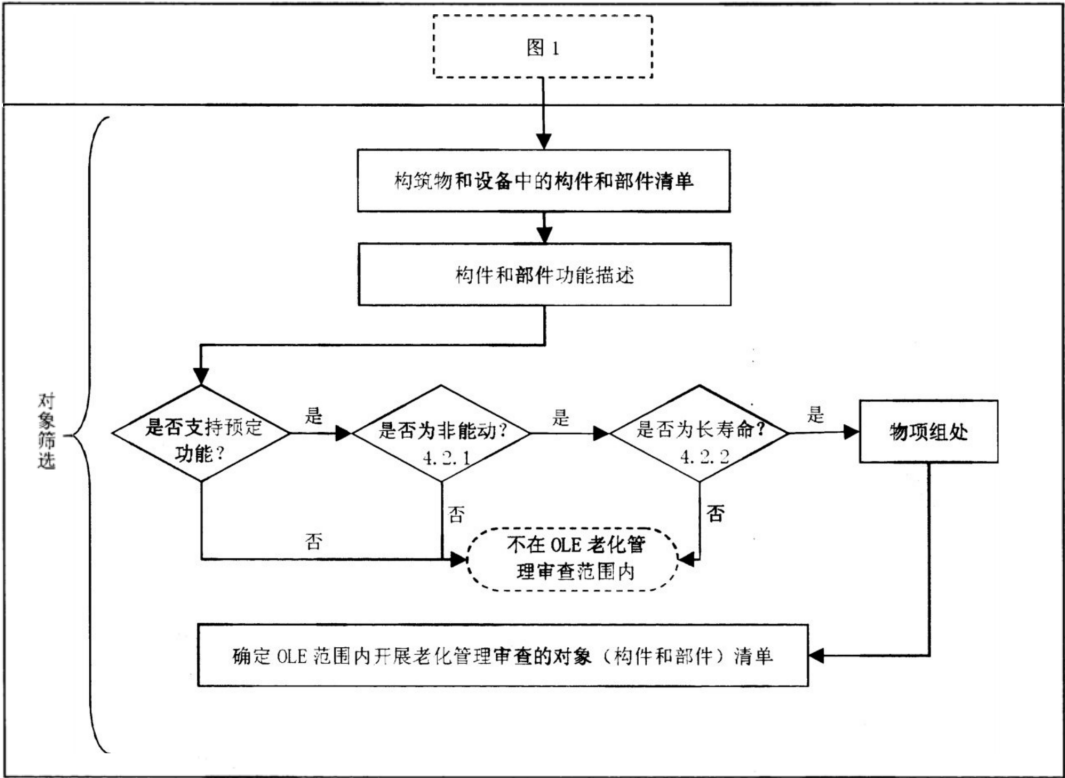 图 1
构筑物和设备中的构件和部件清单
构件和部件功能描述
对象筛选
是否支持预定
功能？
是
是否为非能动？
4.2.1
是
是否为长寿命？
4.2.2
是
物项组处
否
否
否
不在 OLE 老化管
理审查范围内
确定 OLE 范围内开展老化管理审查的对象（构件和部件）清单